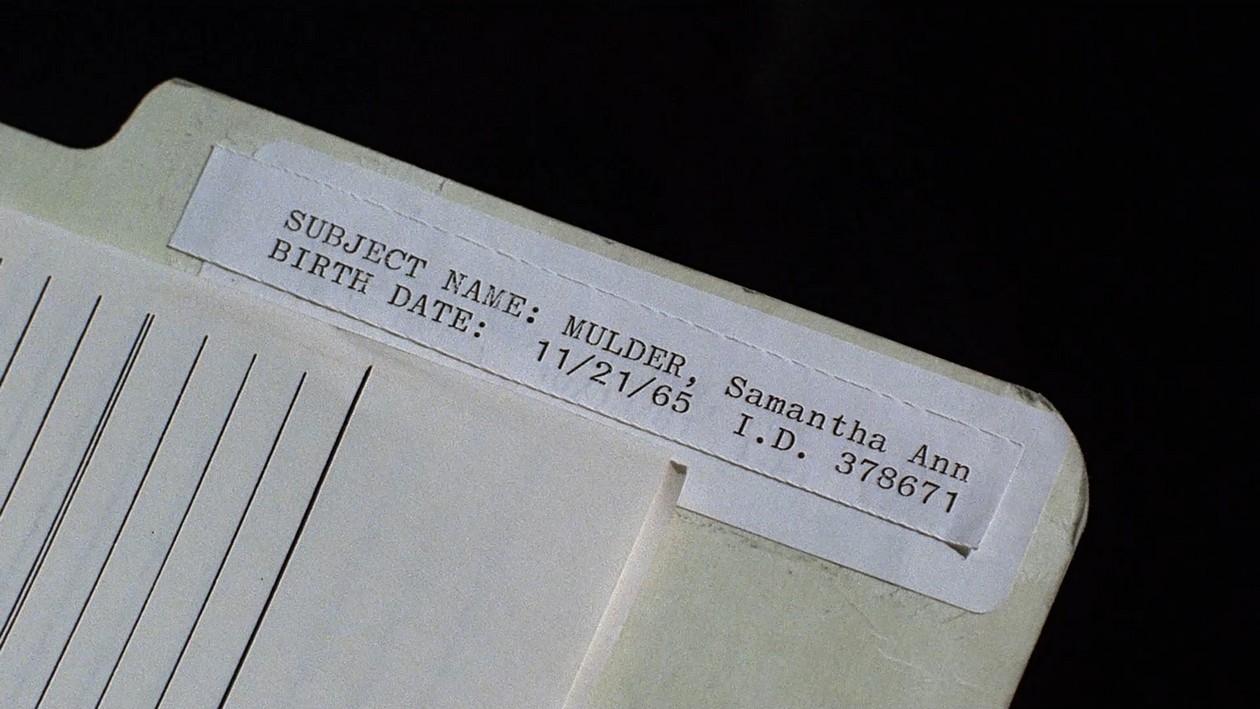 SUBJECT NAME: MULDER, Samantha Ann
BIRTH DATE: 11/21/65 I.D. 378671